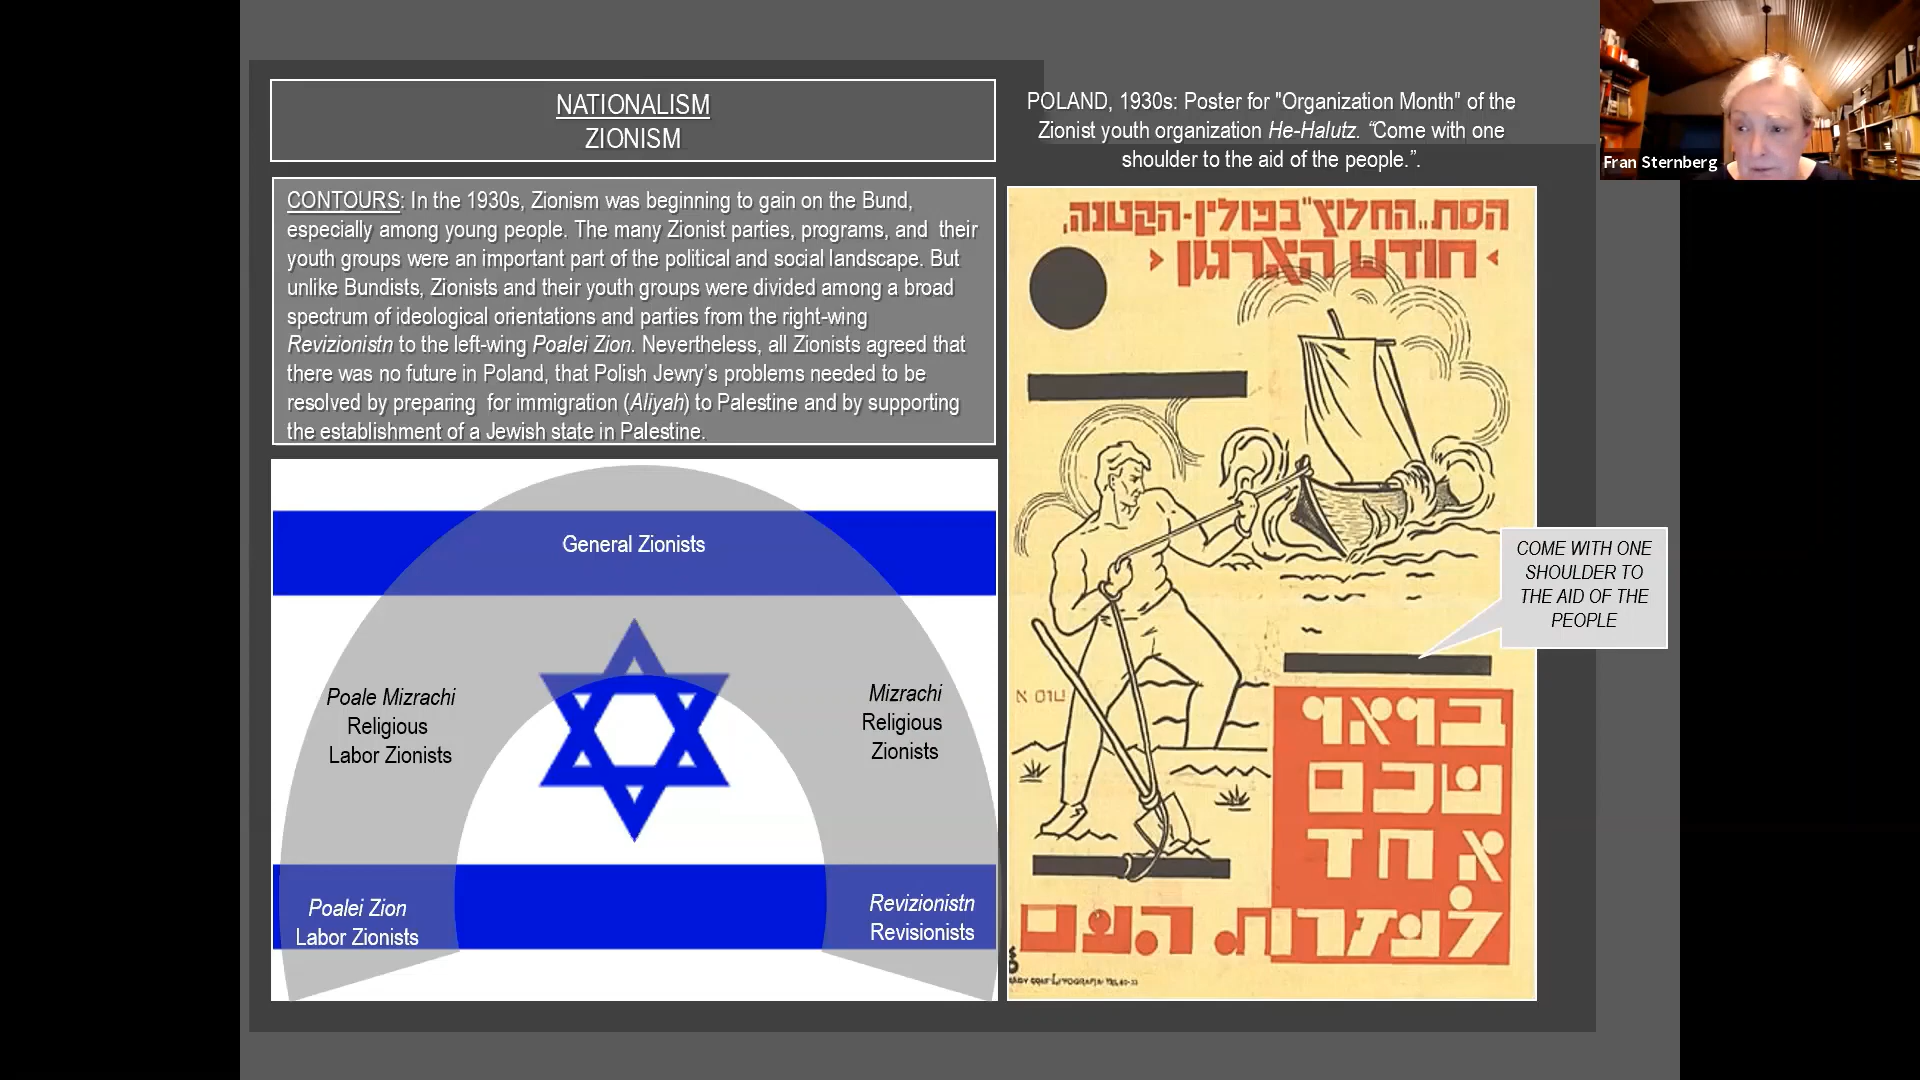 NATIONALISM
ZIONISM
CONTOURS: In the 1930s, Zionism was beginning to gain on the Bund,
especially among young people. The many Zionist parties, programs, and their
youth groups were an important part of the political and social landscape. But
unlike Bundists, Zionists and their youth groups were divided among a broad
spectrum of ideological orientations and parties from the right-wing
Revizionistn to the left-wing Poalei Zion. Nevertheless, all Zionists agreed that
there was no future in Poland, that Polish Jewry’s problems needed to be
resolved by preparing for immigration (Aliyah) to Palestine and by supporting
the establishment of a Jewish state in Palestine.
General Zionists
Poale Mizrachi
Religious
Labor Zionists
Mizrachi
Religious
Zionists
Poalei Zion
Labor Zionists
Revizionistn
Revisionists
POLAND, 1930s: Poster for "Organization Month" of the
Zionist youth organization He-Halutz. “Come with one
shoulder to the aid of the people.”.
הסת. „החלוץ" בפולין-הקטנה,
חודש הארגון
COME WITH ONE
SHOULDER TO
THE AID OF THE
PEOPLE
בואו
שכם
אחד
לעזרת העם
Fran Sternberg